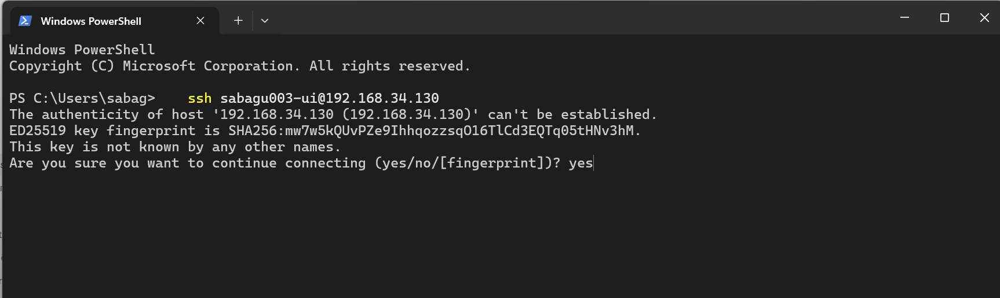 Windows PowerShell
Windows PowerShell
Copyright (C) Microsoft Corporation. All rights reserved.
PS C:\Users\sabag>    ssh sabagu003-ui@192.168.34.130
The authenticity of host '192.168.34.130 (192.168.34.130)' can't be established.
ED25519 key fingerprint is SHA256:mw7w5kQUvPZe9IhhqozzsqO16TlCd3EQTq05tHNv3hM.
This key is not known by any other names.
Are you sure you want to continue connecting (yes/no/[fingerprint])? yes